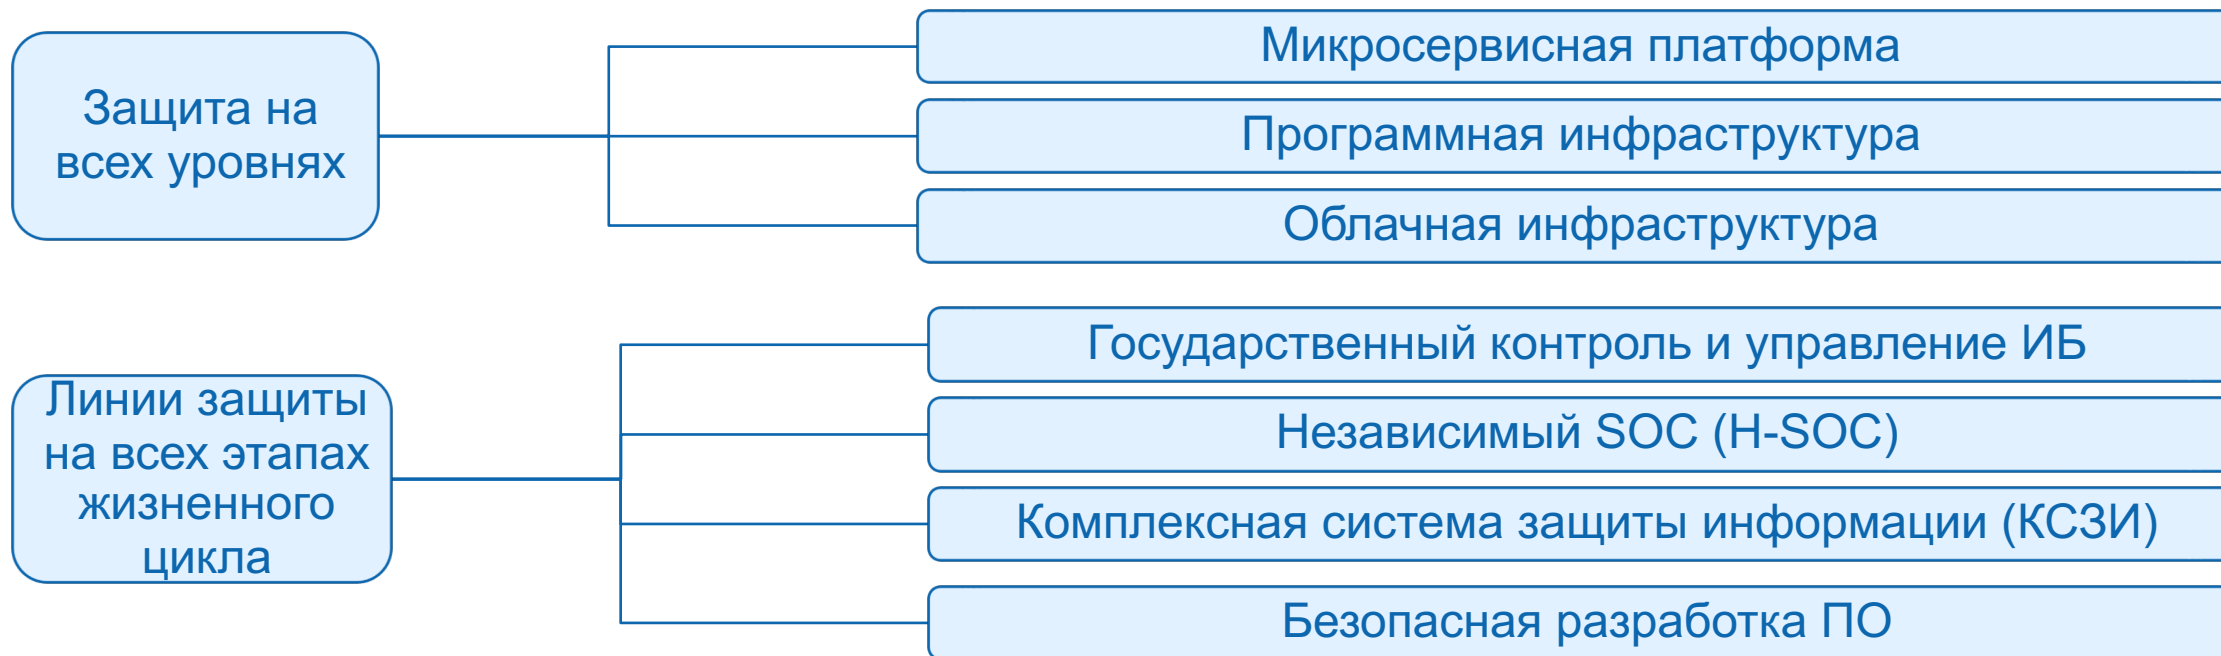 Защита на
всех уровнях
Микросервисная платформа
Программная инфраструктура
Облачная инфраструктура
Линии защиты
на всех этапах
жизненного
цикла
Государственный контроль и управление ИБ
Независимый SOC (Н-SOC)
Комплексная система защиты информации (КСЗИ)
Безопасная разработка ПО